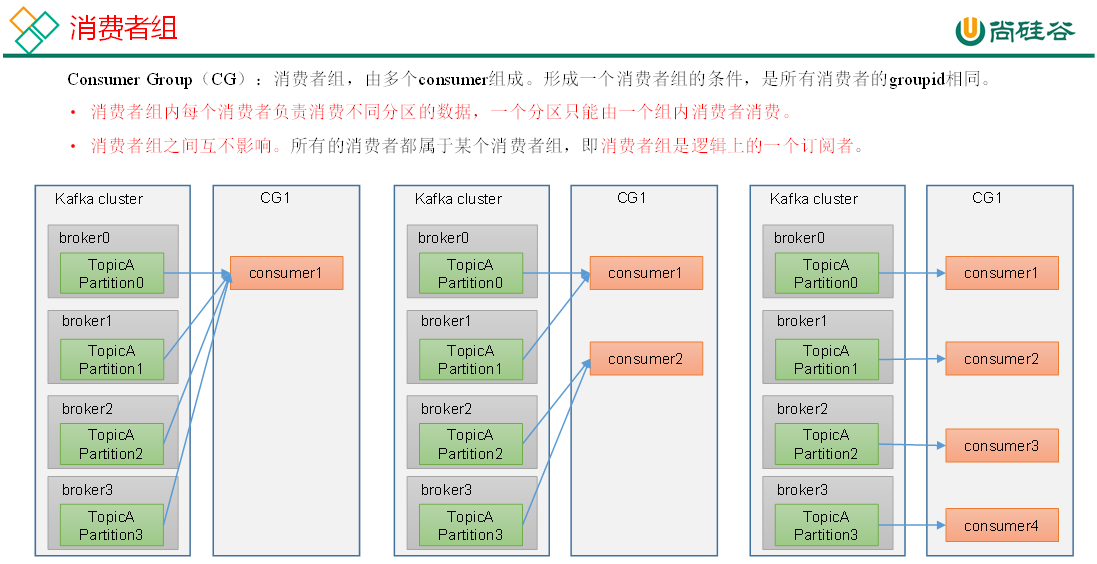 消费者组
尚硅谷
Consumer Group（CG）：消费者组，由多个consumer组成。形成一个消费者组的条件，是所有消费者的groupid相同。
• 消费者组内每个消费者负责消费不同分区的数据，一个分区只能由一个组内消费者消费。
• 消费者组之间互不影响。所有的消费者都属于某个消费者组，即消费者组是逻辑上的一个订阅者。
Kafka cluster
broker0
TopicA
Partition0
broker1
TopicA
Partition1
broker2
TopicA
Partition2
broker3
TopicA
Partition3
CG1
consumer1
Kafka cluster
broker0
TopicA
Partition0
broker1
TopicA
Partition1
broker2
TopicA
Partition2
broker3
TopicA
Partition3
CG1
consumer1
consumer2
Kafka cluster
broker0
TopicA
Partition0
broker1
TopicA
Partition1
broker2
TopicA
Partition2
broker3
TopicA
Partition3
CG1
consumer1
consumer2
consumer3
consumer4